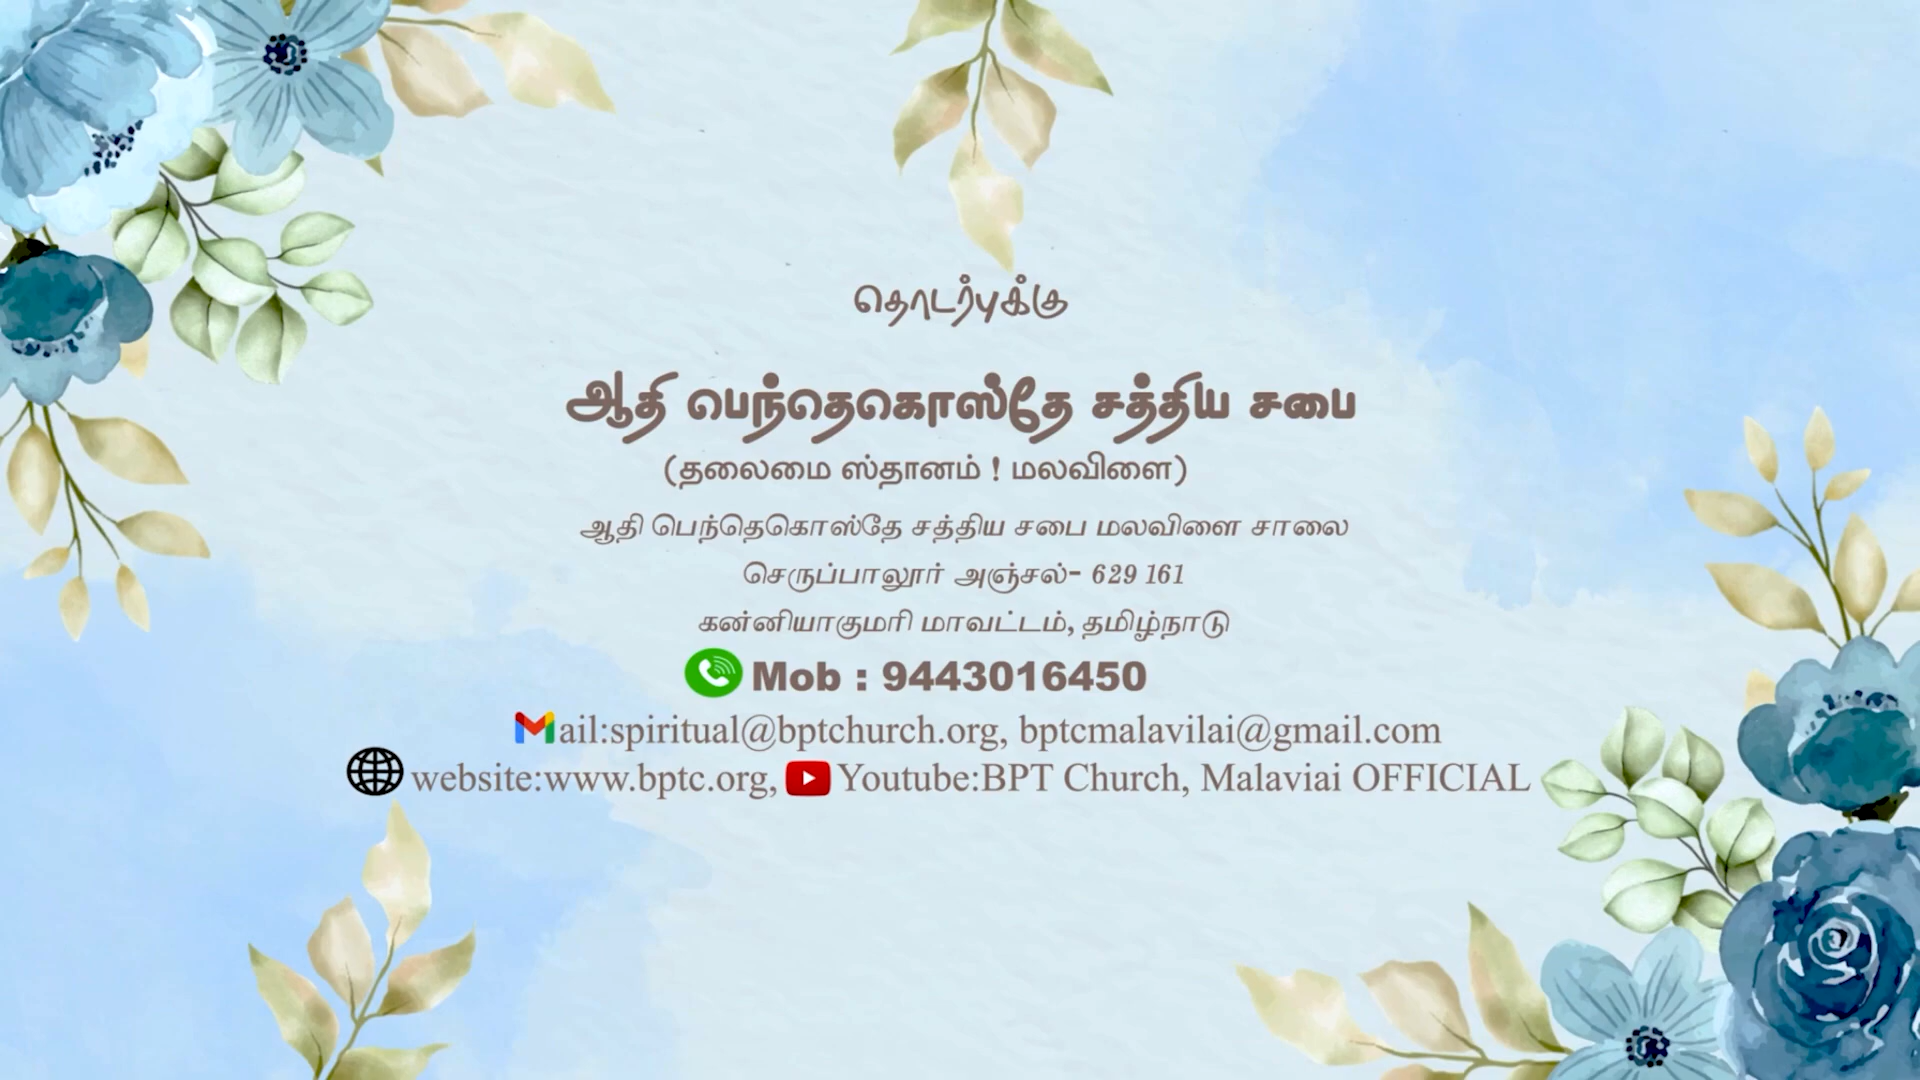 தொடர்புக்கு
ஆதி பெந்தெகொஸ்தே சத்திய சபை
(தலைமை ஸ்தானம் ! மலவிளை)
ஆதி பெந்தெகொஸ்தே சத்திய சபை மலவிளை சாலை
செருப்பாலூர் அஞ்சல்- 629 161
கன்னியாகுமரி மாவட்டம், தமிழ்நாடு
Mob : 9443016450
Mail:spiritual@bptchurch.org, bptcmalavilai@gmail.com
website:www.bptc.org, Youtube:BPT Church, Malaviai OFFICIAL